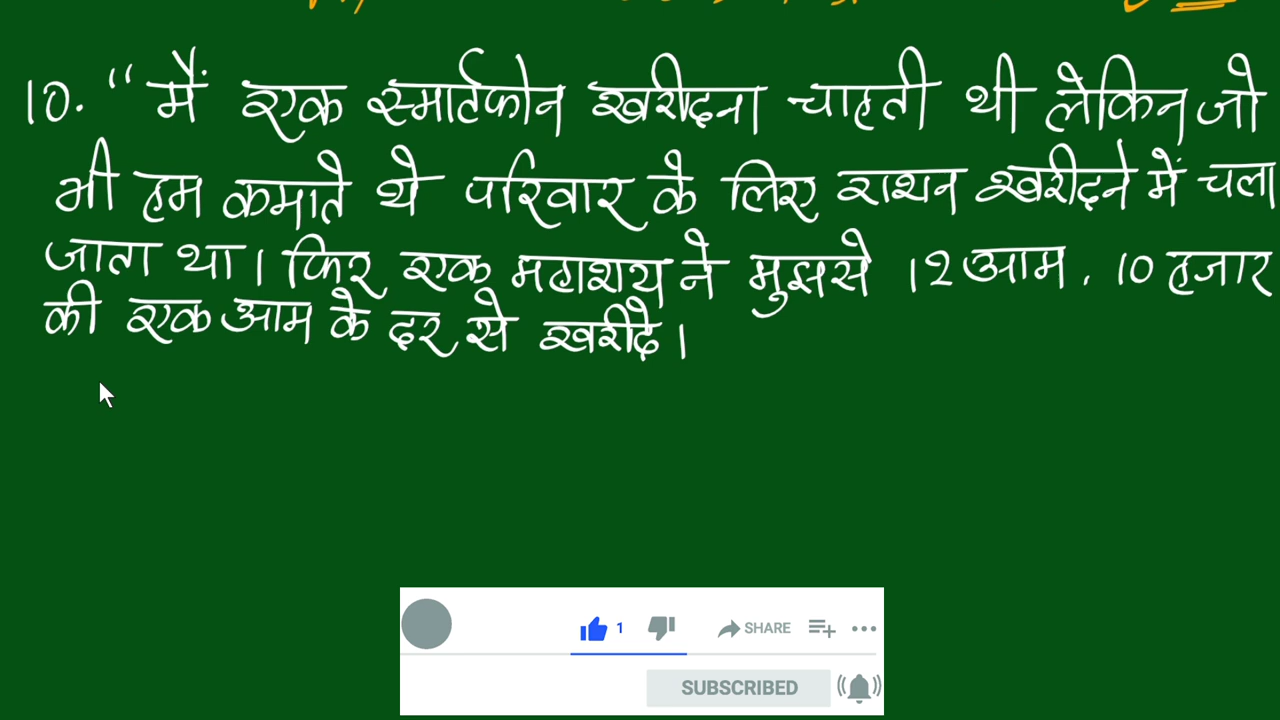 10. “मैं एक स्मार्टफोन खरीदना चाहती थी लेकिन जो
भी हम कमाते थे परिवार के लिए राशन खरीदने में चला
जाता था। फिर एक महाशय ने मुझसे 12 आम, 10 हजार
की एक आम के दर से खरीदे।
1 SHARE
SUBSCRIBED